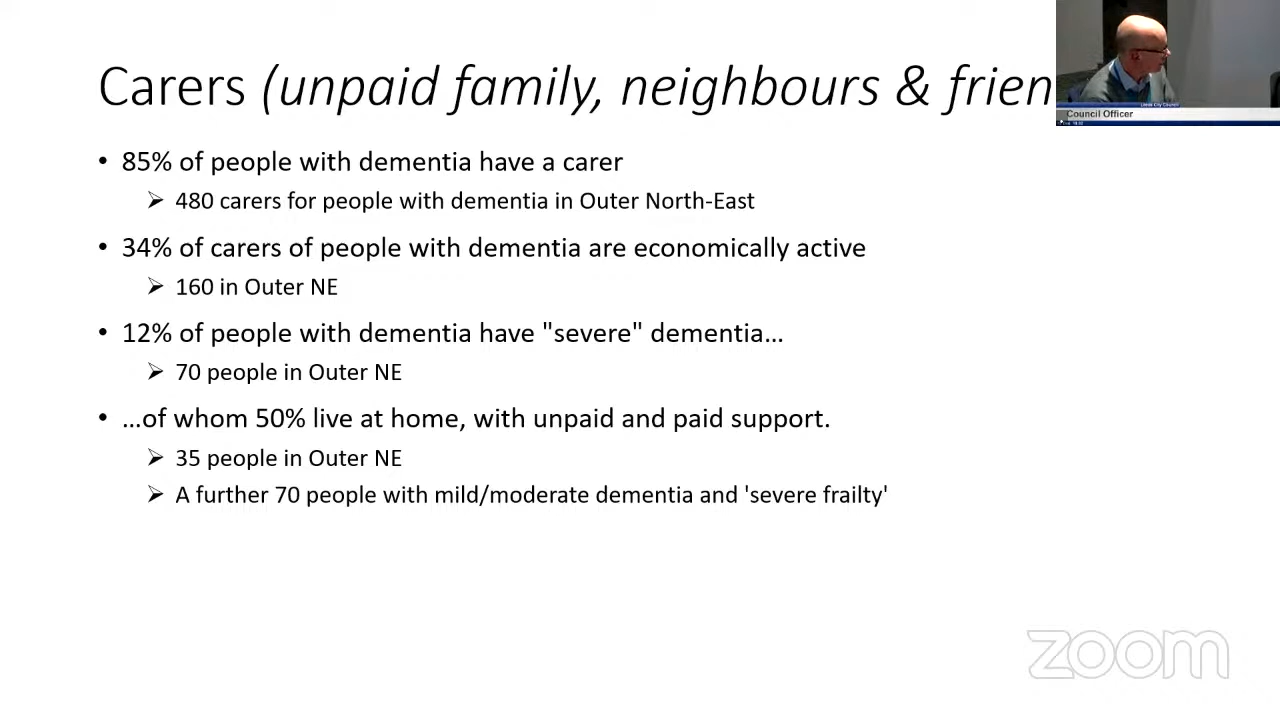 Carers (unpaid family, neighbours & frien
Leeds City Council
Council Officer
• 85% of people with dementia have a carer
➢ 480 carers for people with dementia in Outer North-East
• 34% of carers of people with dementia are economically active
➢ 160 in Outer NE
• 12% of people with dementia have "severe" dementia…
➢ 70 people in Outer NE
• …of whom 50% live at home, with unpaid and paid support.
➢ 35 people in Outer NE
➢ A further 70 people with mild/moderate dementia and 'severe frailty'
zoom